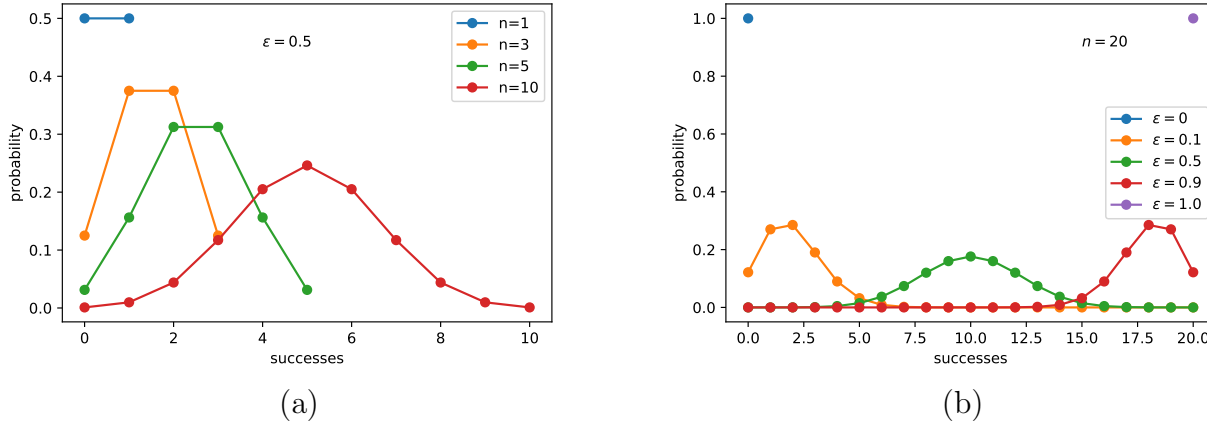 0.5
0.4
0.3
0.2
0.1
0.0
probability
ε = 0.5
n=1
n=3
n=5
n=10
0 2 4 6 8 10
successes
(a)
1.0
0.8
0.6
0.4
0.2
0.0
probability
n = 20
ε = 0
ε = 0.1
ε = 0.5
ε = 0.9
ε = 1.0
0.0 2.5 5.0 7.5 10.0 12.5 15.0 17.5 20.0
successes
(b)